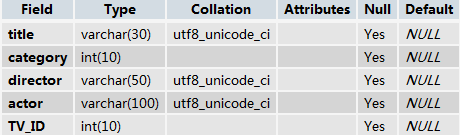 Field Type Collation Attributes Null Default
title varchar(30) utf8_unicode_ci Yes NULL
category int(10) Yes NULL
director varchar(50) utf8_unicode_ci Yes NULL
actor varchar(100) utf8_unicode_ci Yes NULL
TV_ID int(10) Yes NULL